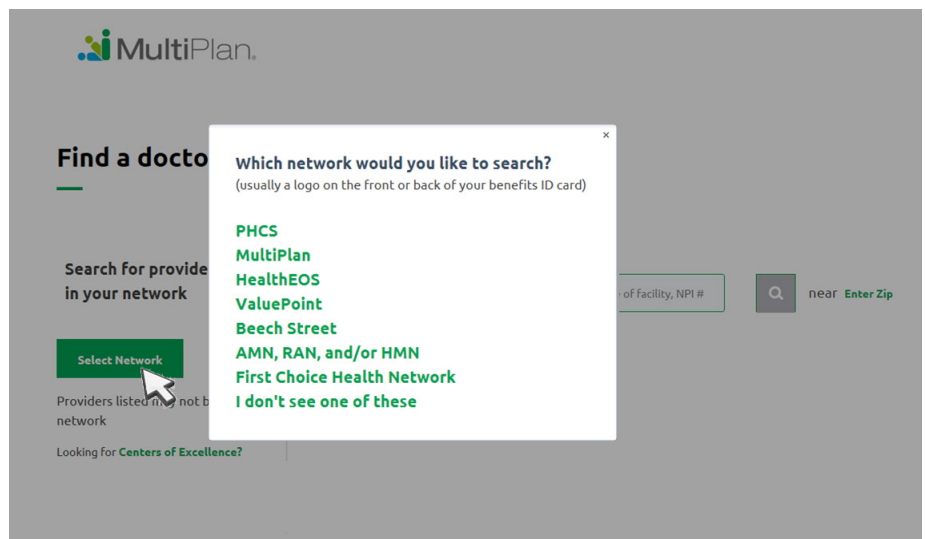 MultiPlan.
Find a docto
×
Which network would you like to search?
(usually a logo on the front or back of your benefits ID card)
PHCS
MultiPlan
HealthEOS
ValuePoint
Beech Street
AMN, RAN, and/or HMN
First Choice Health Network
I don't see one of these
Search for provide
in your network
of facility, NPI #
near Enter Zip
Select Network
Providers listed may not b
network
Looking for Centers of Excellence?